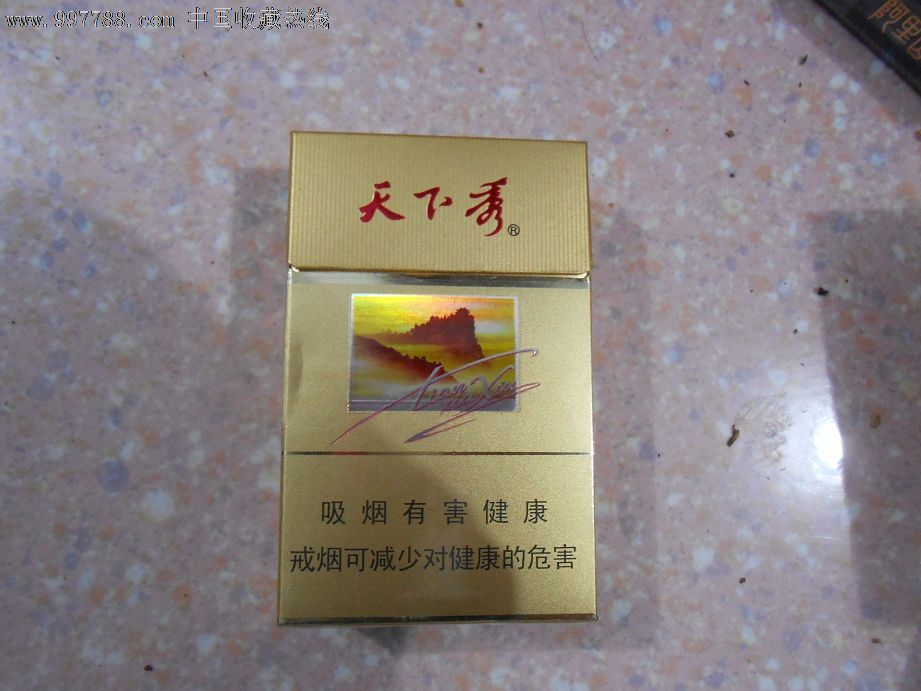 www.997788.com 中国收藏热线
天下秀®
TianXiaXiu
吸烟有害健康
戒烟可减少对健康的危害